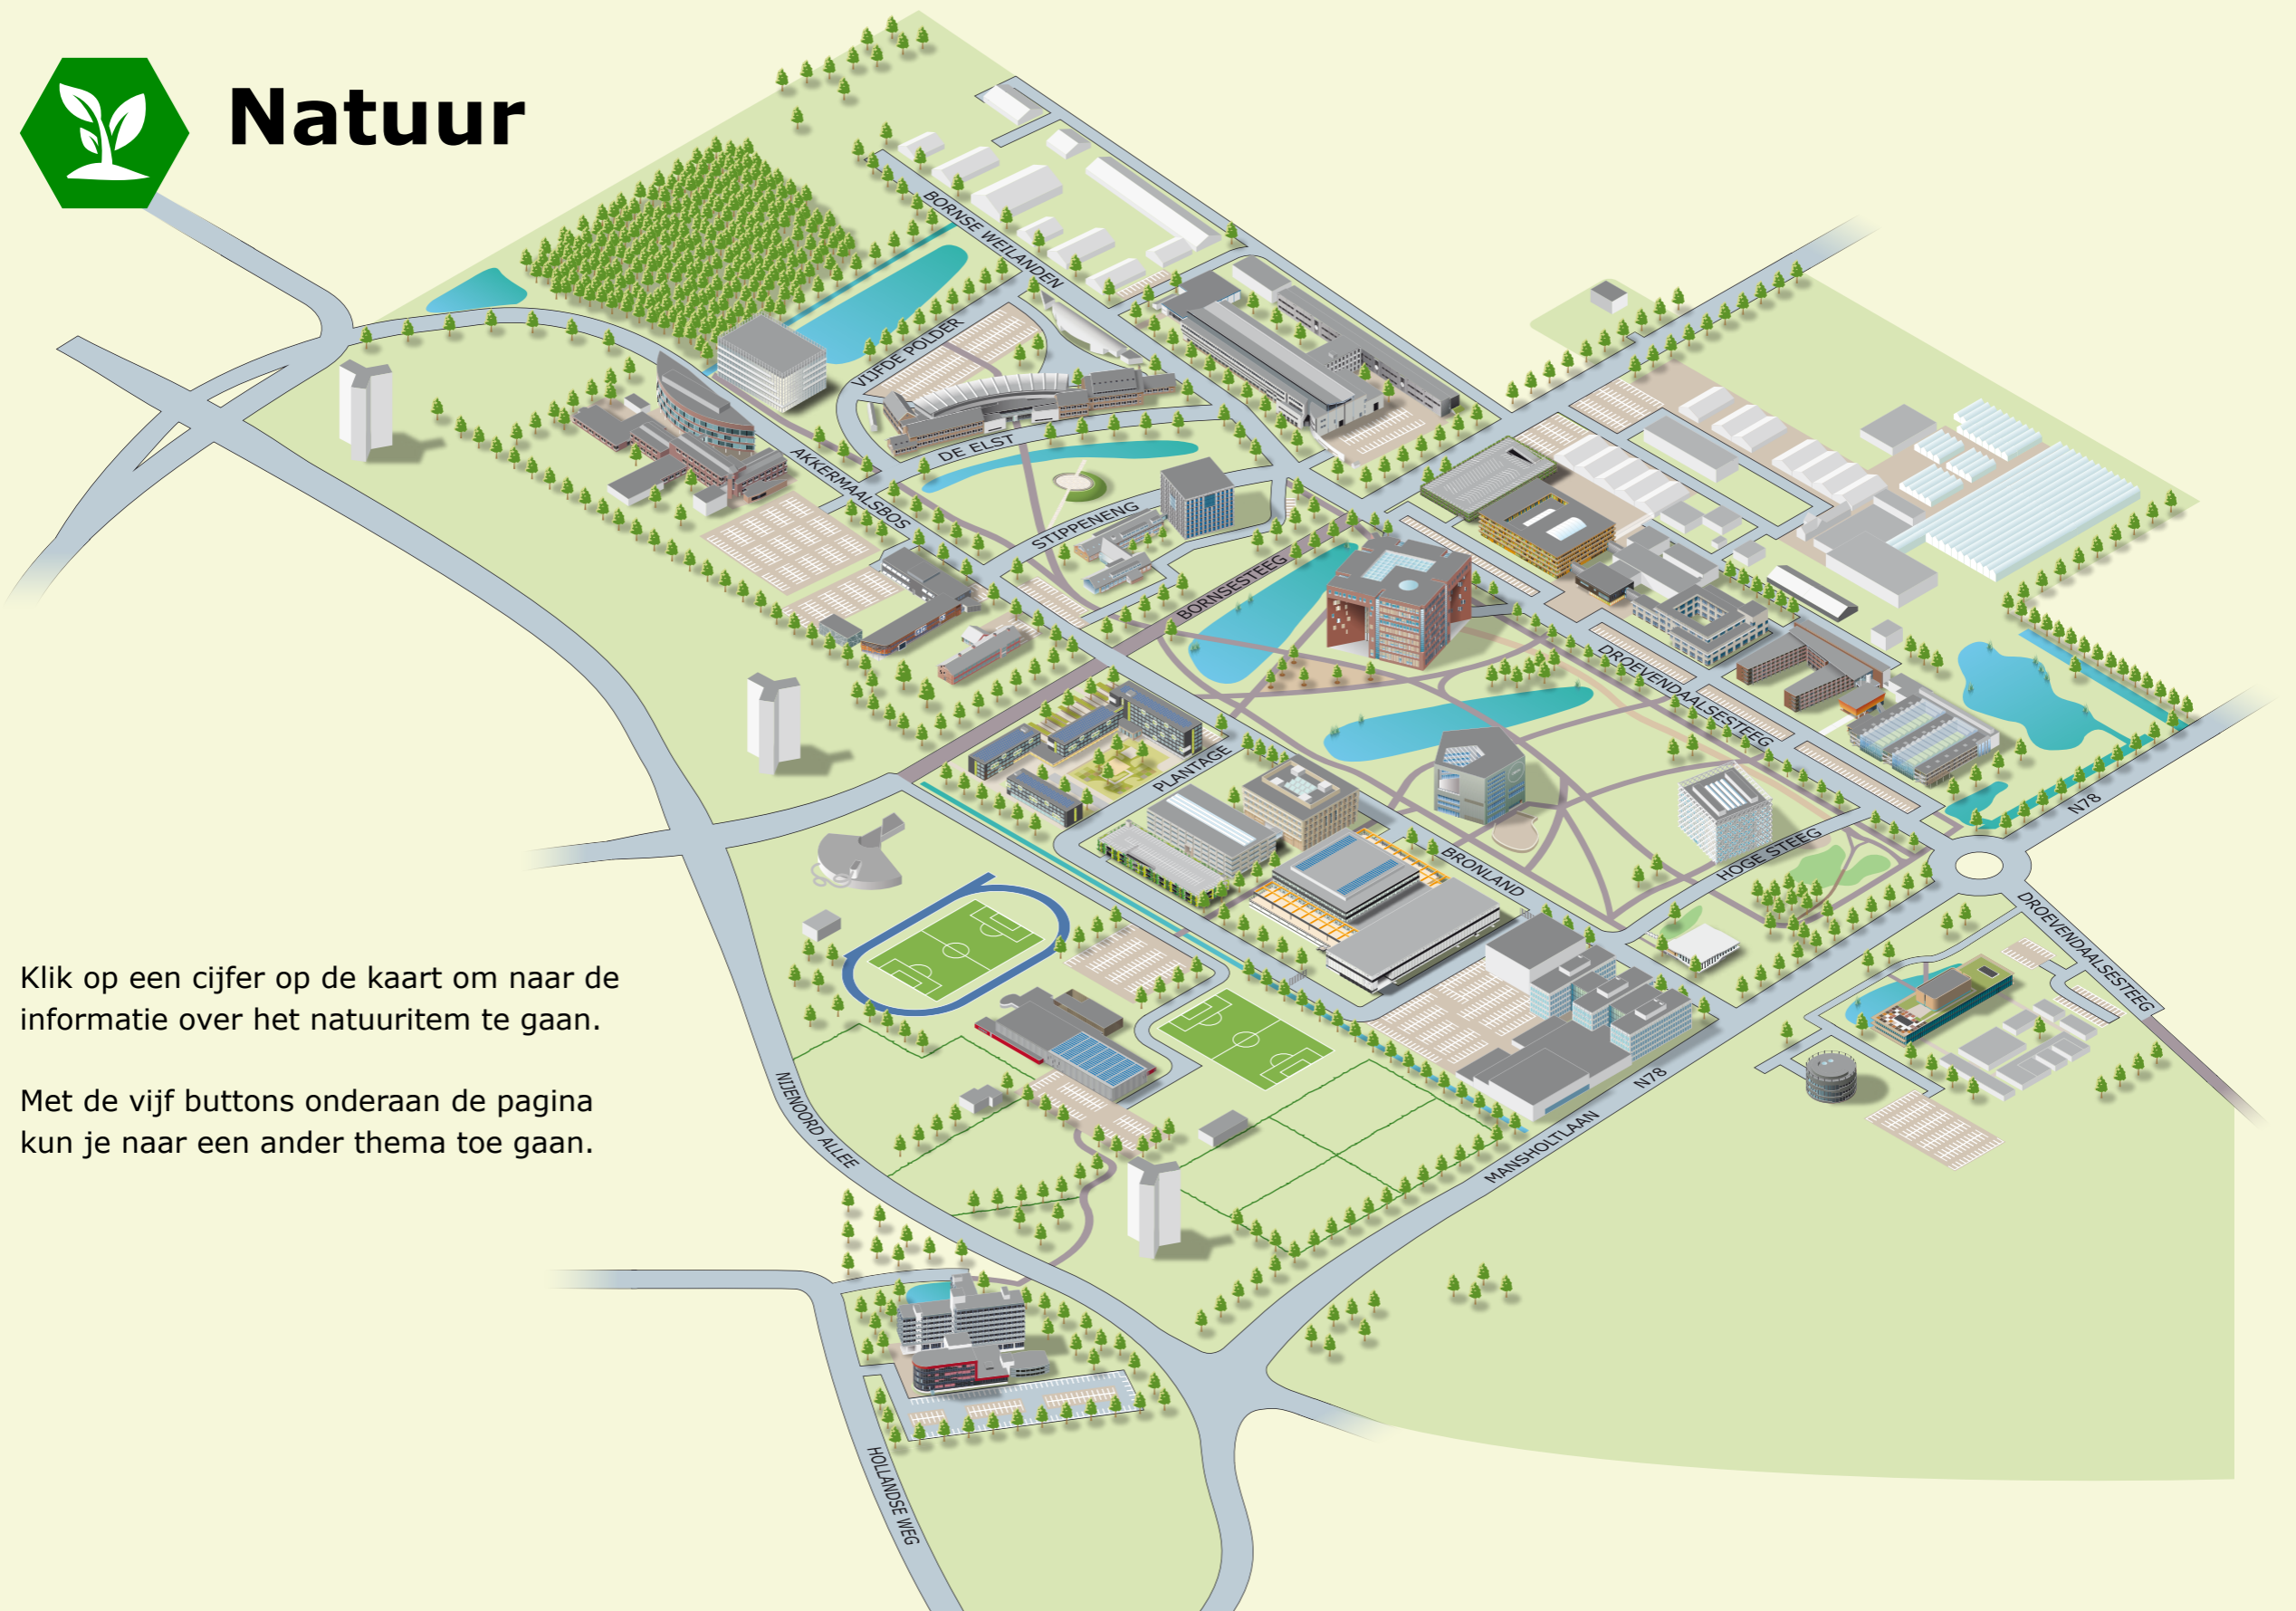 Natuur
BORNSE WEILANDEN
VIJFDE POLDER
DE ELST
AKKERMAALSBOS
STIPPENENG
BORNSESTEEG
DROEVENDAALSESTEEG
PLANTAGE
N78
BRONLAND
HOGE STEEG
DROEVENDAALSESTEEG
Klik op een cijfer op de kaart om naar de
informatie over het natuuritem te gaan.
Met de vijf buttons onderaan de pagina
kun je naar een ander thema toe gaan.
NIJENOORD ALLEE
N78
MANSHOLTLAAN
HOLLANDSE WEG